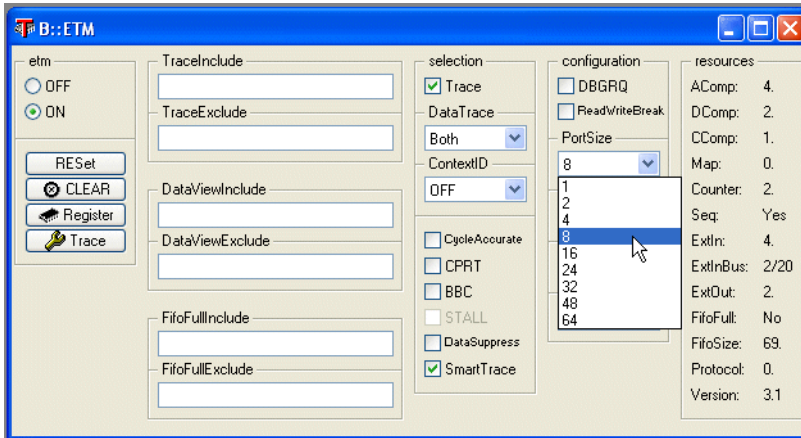 B::ETM
etm
OFF
ON
RESet
CLEAR
Register
Trace
TraceInclude
TraceExclude
DataViewInclude
DataViewExclude
FifoFullInclude
FifoFullExclude
selection
Trace
DataTrace
Both
ContextID
OFF
CycleAccurate
CPRT
BBC
STALL
DataSuppress
SmartTrace
configuration
DBGRQ
ReadWriteBreak
PortSize
8
1
2
4
8
16
24
32
48
64
resources
AComp: 4.
DComp: 2.
CComp: 1.
Map: 0.
Counter: 2.
Seq: Yes
ExtIn: 4.
ExtInBus: 2/20
ExtOut: 2.
FifoFull: No
FifoSize: 69.
Protocol: 0.
Version: 3.1